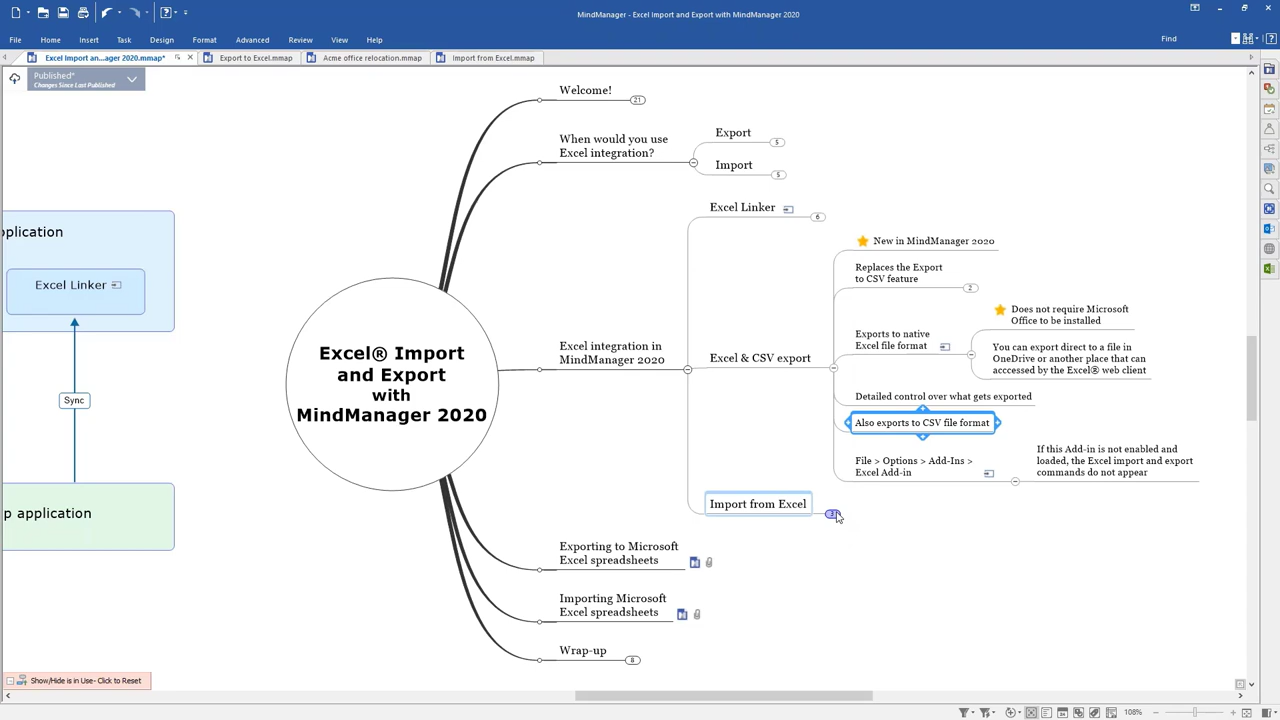 MindManager - Excel Import and Export with MindManager 2020
File Home Insert Task Design Format Advanced Review View Help
Find
Excel Import an...ager 2020.mmap*
Export to Excel.mmap
Acme office relocation.mmap
Import from Excel.mmap
Published*
Changes Since Last Published
Welcome!
21
When would you use
Excel integration?
Export
5
Import
5
pplication
Excel Linker
Sync
p application
Excel® Import
and Export
with
MindManager 2020
Excel integration in
MindManager 2020
Excel Linker
6
Excel & CSV export
New in MindManager 2020
Replaces the Export
to CSV feature
2
Exports to native
Excel file format
Does not require Microsoft
Office to be installed
You can export direct to a file in
OneDrive or another place that can
acccessed by the Excel® web client
Detailed control over what gets exported
Also exports to CSV file format
File > Options > Add-Ins >
Excel Add-in
If this Add-in is not enabled and
loaded, the Excel import and export
commands do not appear
Import from Excel
3
Exporting to Microsoft
Excel spreadsheets
Importing Microsoft
Excel spreadsheets
Wrap-up
8
Show/Hide is in Use- Click to Reset
108%